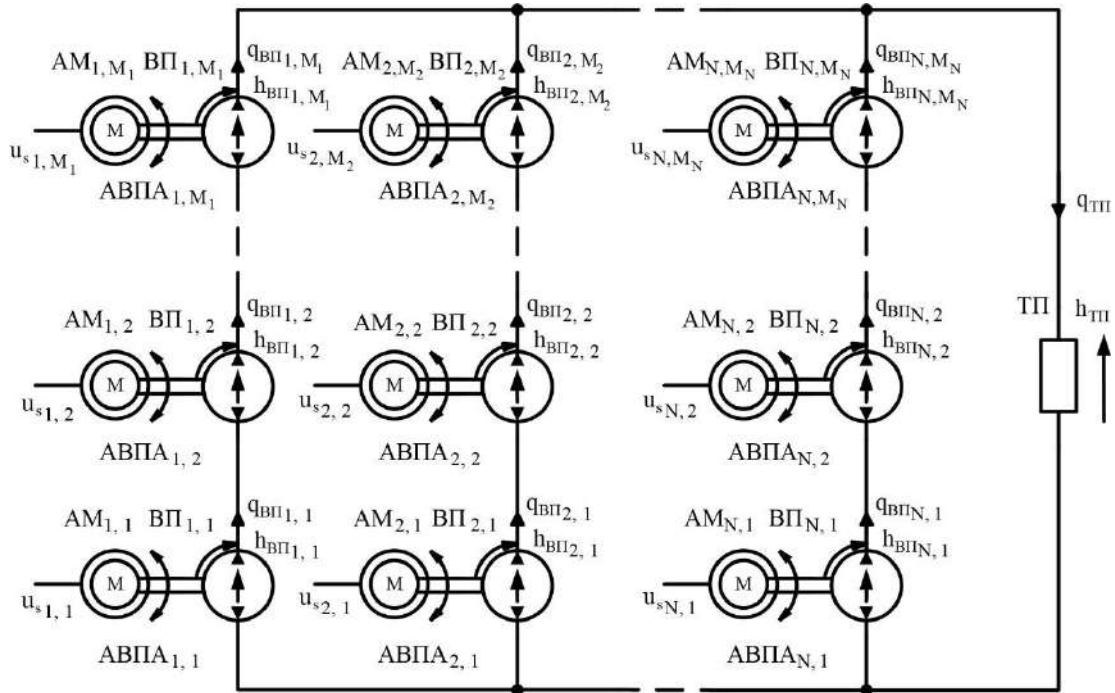 AM₁, M₁ ВП₁, M₁ qВП₁, M₁ AM₂, M₂ ВП₂, M₂ qВП₂, M₂ AMN, MN ВПN, MN qВПN, MN
hВП₁, M₁ hВП₂, M₂ hВПN, MN
M M M
us₁, M₁ us₂, M₂ usN, MN
АВПА₁, M₁ АВПА₂, M₂ АВПАN, MN
qТП
AM₁, ₂ ВП₁, ₂ qВП₁, ₂ AM₂, ₂ ВП₂, ₂ qВП₂, ₂ AMN, ₂ ВПN, ₂ qВПN, ₂
ТП hТП
hВП₁, ₂ hВП₂, ₂ hВПN, ₂
M M M
us₁, ₂ us₂, ₂ usN, ₂
АВПА₁, ₂ АВПА₂, ₂ АВПАN, ₂
AM₁, ₁ ВП₁, ₁ qВП₁, ₁ AM₂, ₁ ВП₂, ₁ qВП₂, ₁ AMN, ₁ ВПN, ₁ qВПN, ₁
hВП₁, ₁ hВП₂, ₁ hВПN, ₁
M M M
us₁, ₁ us₂, ₁ usN, ₁
АВПА₁, ₁ АВПА₂, ₁ АВПАN, ₁